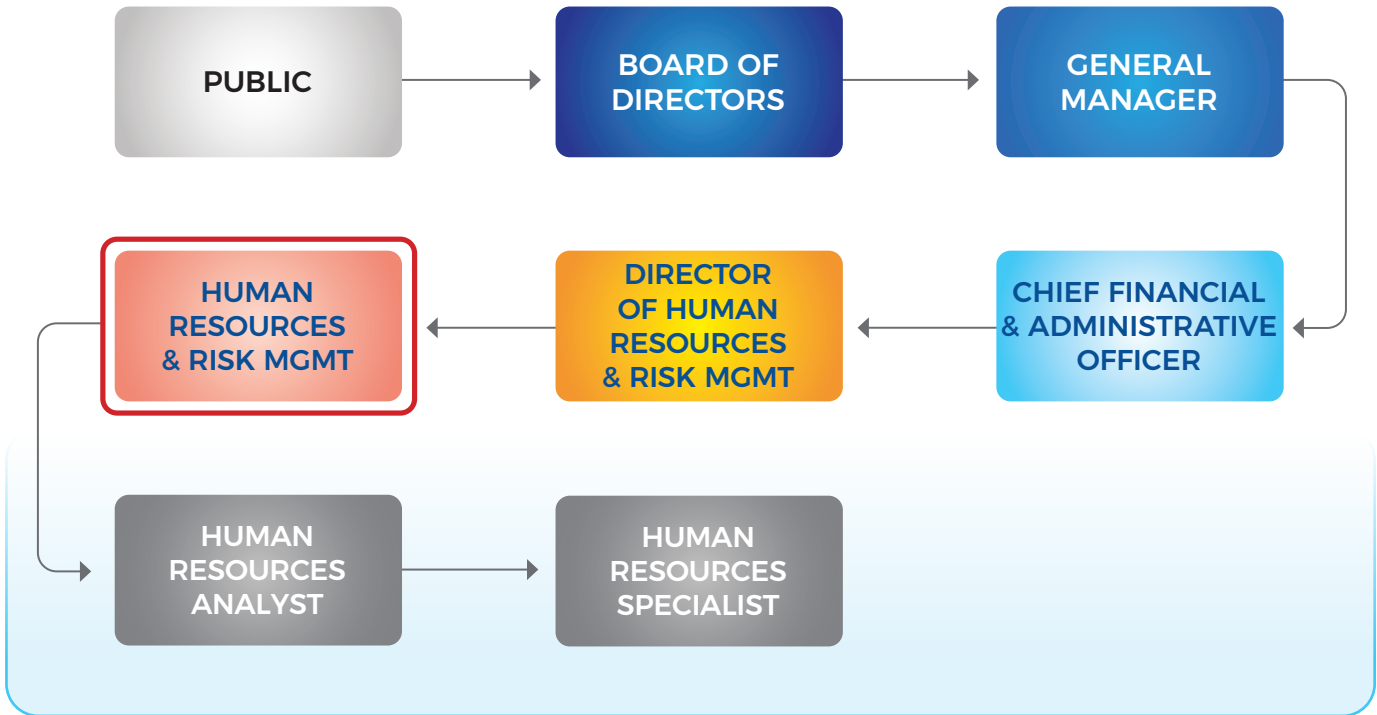 PUBLIC
BOARD OF
DIRECTORS
GENERAL
MANAGER
HUMAN
RESOURCES
& RISK MGMT
DIRECTOR
OF HUMAN
RESOURCES
& RISK MGMT
CHIEF FINANCIAL
& ADMINISTRATIVE
OFFICER
HUMAN
RESOURCES
ANALYST
HUMAN
RESOURCES
SPECIALIST